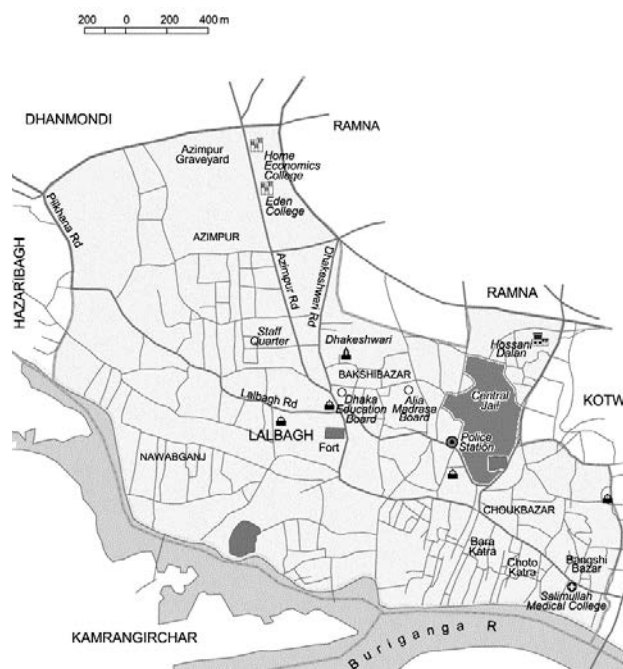 200 0 200 400 m
DHANMONDI
RAMNA
Azimpur
Graveyard
Home
Economics
College
Eden
College
Pilkhana Rd
AZIMPUR
HAZARIBAGH
Azimpur Rd
Dhakeshwari Rd
RAMNA
Staff
Quarter
Dhakeshwari
Hossani
Dalan
BAKSHIBAZAR
Lalbagh Rd
Dhaka
Education
Board
Alia
Madrasa
Board
Central
Jail
KOTW
LALBAGH
Fort
Police
Station
NAWABGANJ
CHOUKBAZAR
Bara
Katra
Choto
Katra
Bangshi
Bazar
Salimullah
Medical College
KAMRANGIRCHAR
Buriganga R